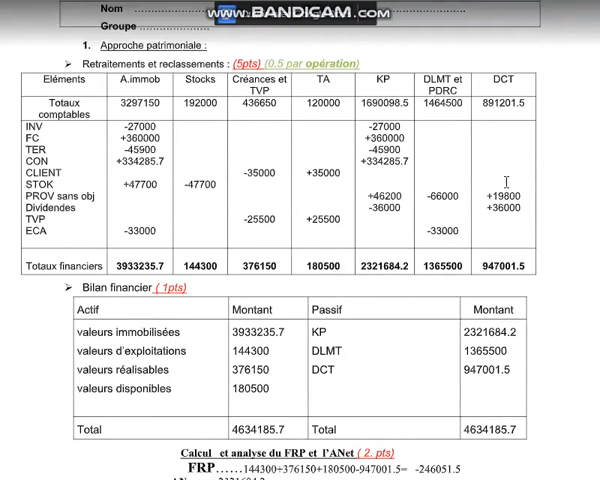 Nom ...............
www.BANDICAM.com
Groupe .....................
1. Approche patrimoniale :
➤ Retraitements et reclassements : (5pts) (0.5 par opération)
Eléments A.immob Stocks Créances et TVP TA KP DLMT et PDRC DCT
Totaux comptables 3297150 192000 436650 120000 1690098.5 1464500 891201.5
INV -27000 -27000
FC +360000 +360000
TER -45900 -45900
CON +334285.7 +334285.7
CLIENT -35000 +35000
STOK +47700 -47700
PROV sans obj +46200 -66000 +19800
Dividendes -36000 +36000
TVP -25500 +25500
ECA -33000 -33000
Totaux financiers 3933235.7 144300 376150 180500 2321684.2 1365500 947001.5
➤ Bilan financier ( 1pts)
Actif Montant Passif Montant
valeurs immobilisées 3933235.7 KP 2321684.2
valeurs d'exploitations 144300 DLMT 1365500
valeurs réalisables 376150 DCT 947001.5
valeurs disponibles 180500
Total 4634185.7 Total 4634185.7
Calcul et analyse du FRP et l'ANet ( 2. pts)
FRP......144300+376150+180500-947001.5= -246051.5